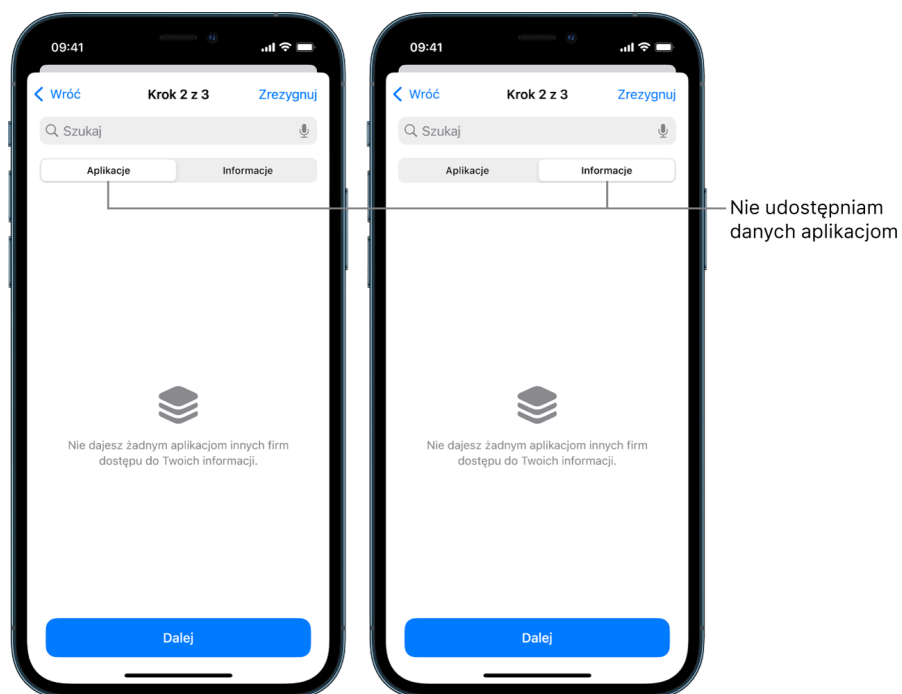 09:41
Wróć
Krok 2 z 3
Zrezygnuj
Szukaj
Aplikacje
Informacje
Nie dajesz żadnym aplikacjom innych firm
dostępu do Twoich informacji.
Dalej
09:41
Wróć
Krok 2 z 3
Zrezygnuj
Szukaj
Aplikacje
Informacje
Nie dajesz żadnym aplikacjom innych firm
dostępu do Twoich informacji.
Dalej
Nie udostępniam
danych aplikacjom